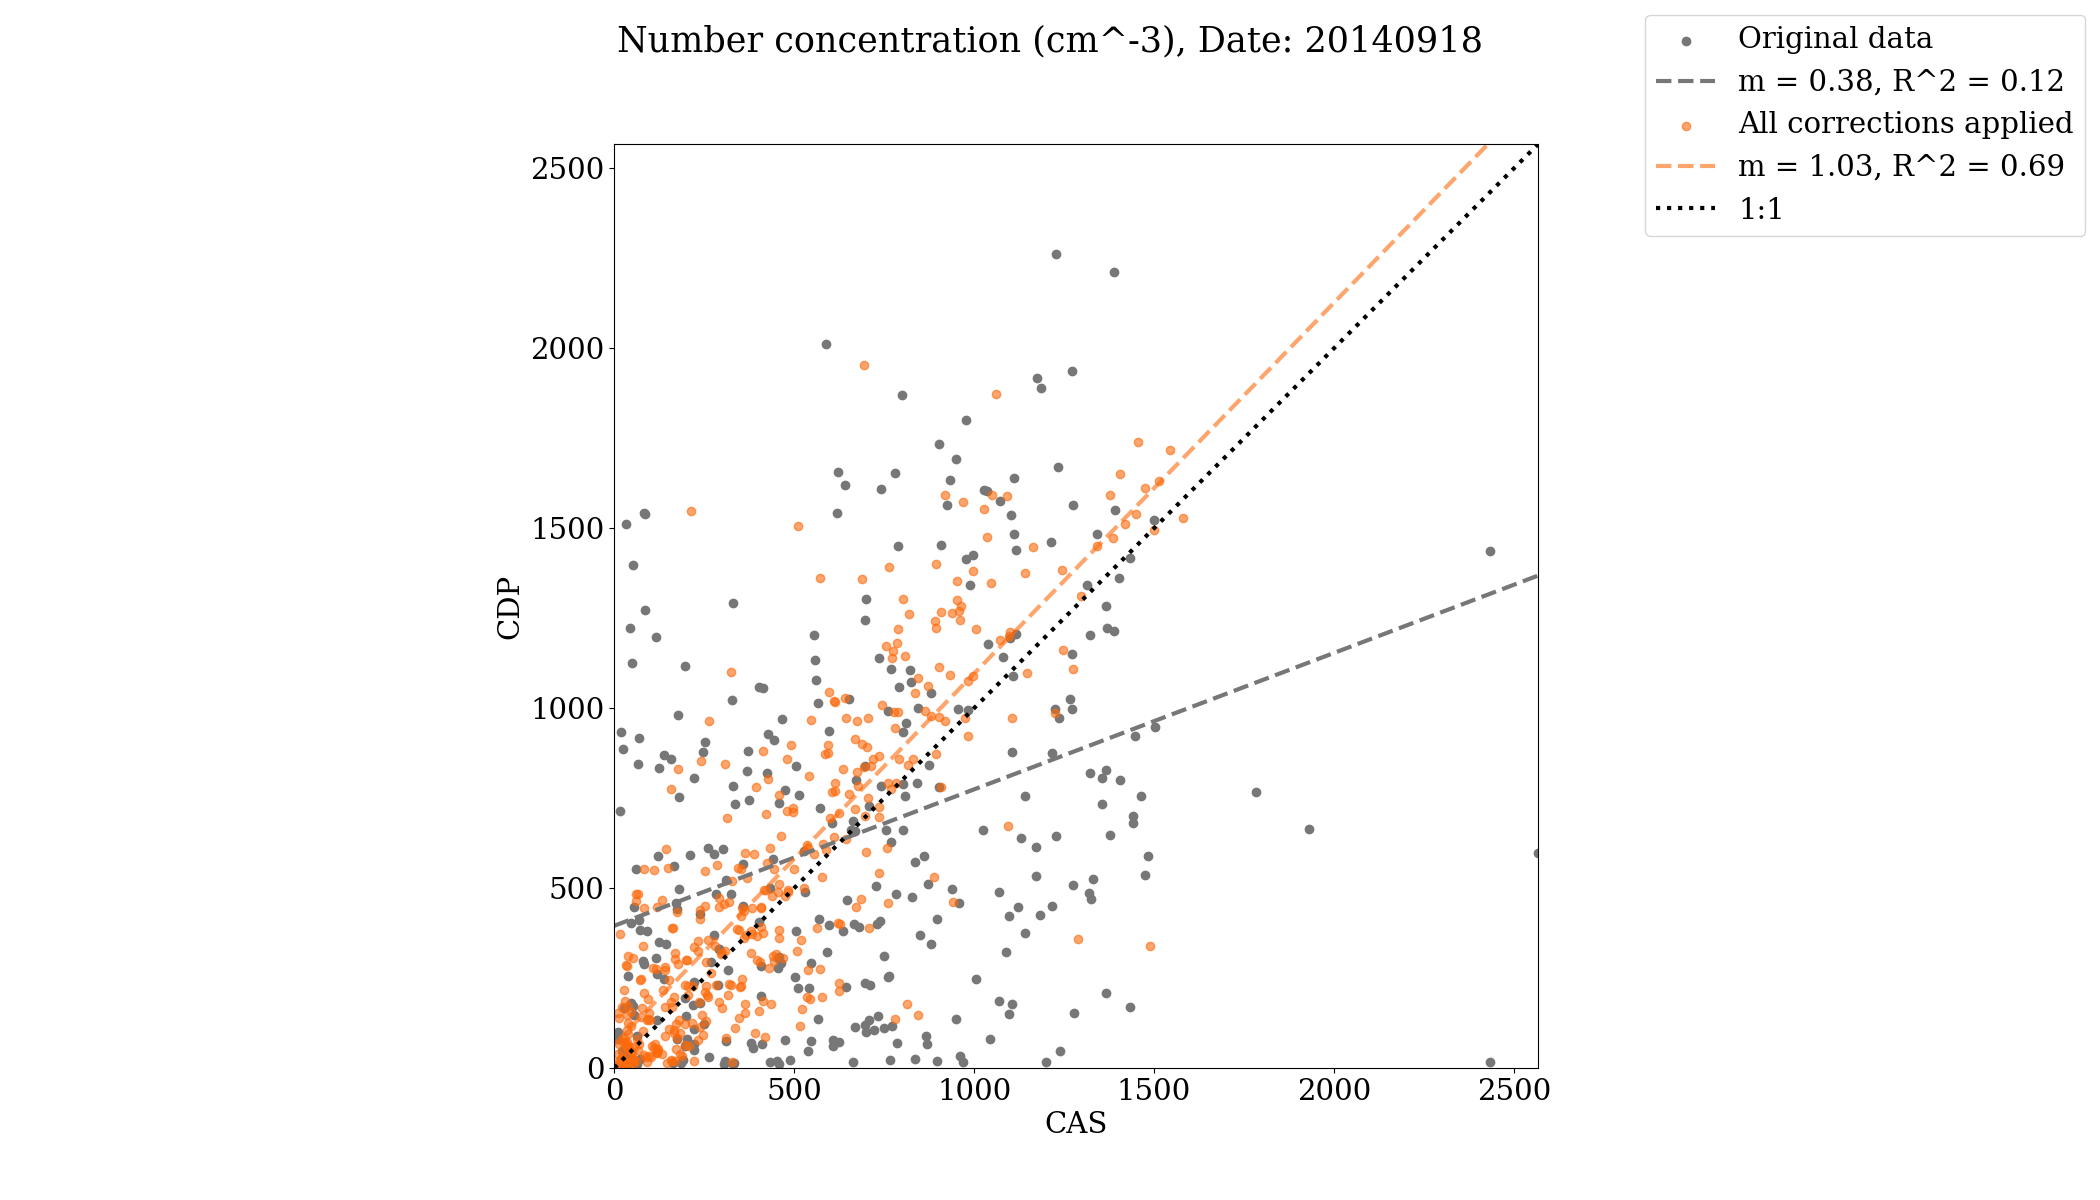 Number concentration (cm^-3), Date: 20140918
Original data
m = 0.38, R^2 = 0.12
All corrections applied
m = 1.03, R^2 = 0.69
1:1
2500
2000
1500
1000
500
0
CDP
0 500 1000 1500 2000 2500
CAS